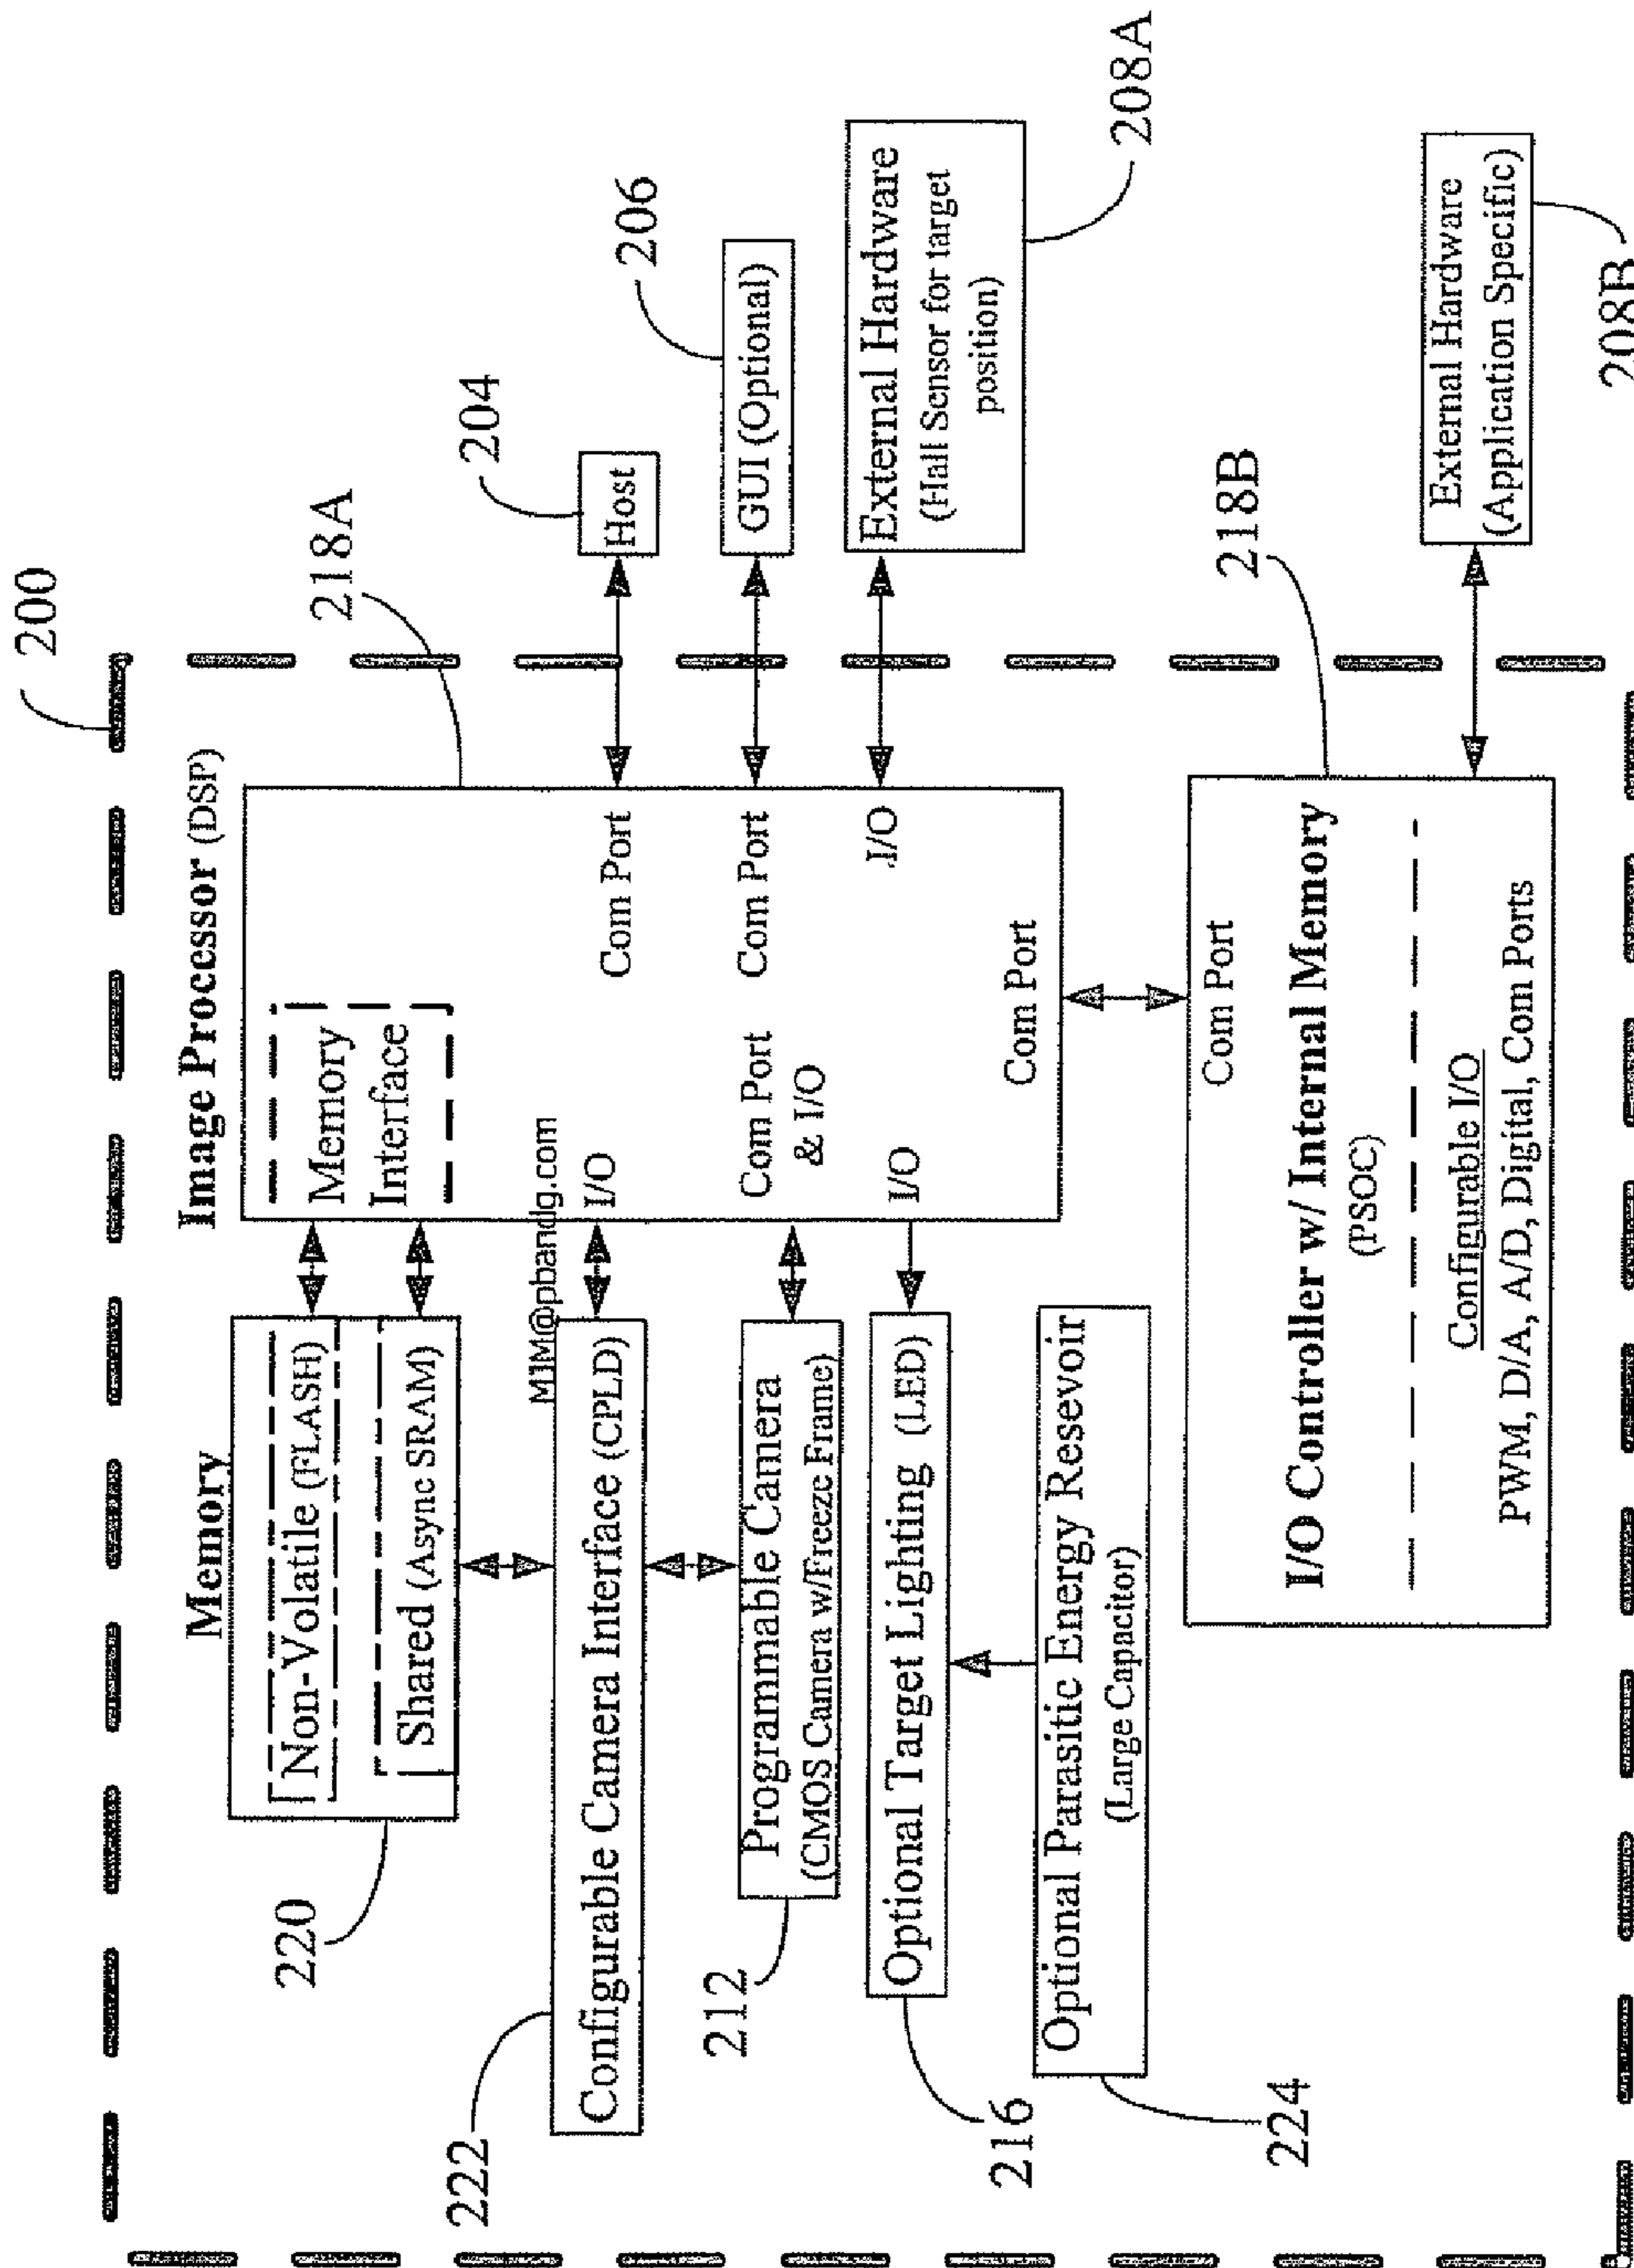 200
Image Processor (DSP)
218A
Memory
Interface
Com Port
Com Port
I/O
I/O
Com Port
& I/O
I/O
Com Port
Memory
Non-Volatile (FLASH)
Shared (Async SRAM)
220
M1M@pbandg.com
Configurable Camera Interface (CPLD)
222
Programmable Camera
(CMOS Camera w/Freeze Frame)
212
Optional Target Lighting (LED)
216
Optional Parasitic Energy Resevoir
(Large Capacitor)
224
Host
204
GUI (Optional)
206
External Hardware
(Hall Sensor for target
position)
208A
Com Port
I/O Controller w/ Internal Memory
(PSOC)
Configurable I/O
PWM, D/A, A/D, Digital, Com Ports
218B
External Hardware
(Application Specific)
208B